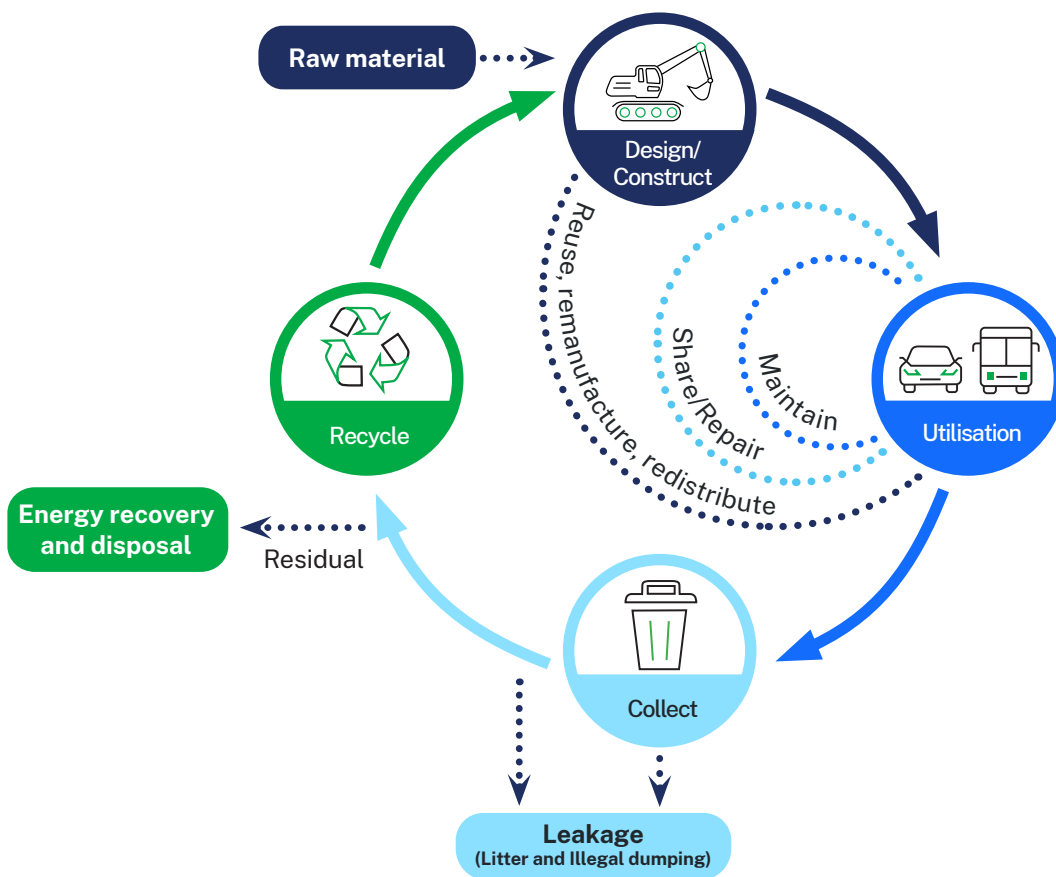 Raw material
Design/
Construct
Reuse, remanufacture, redistribute
Share/Repair
Maintain
Utilisation
Recycle
Energy recovery
and disposal
Residual
Collect
Leakage
(Litter and Illegal dumping)